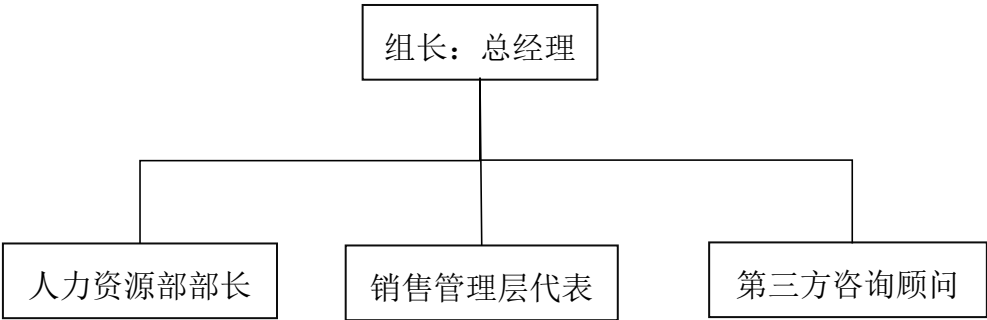 组长：总经理
人力资源部部长
销售管理层代表
第三方咨询顾问